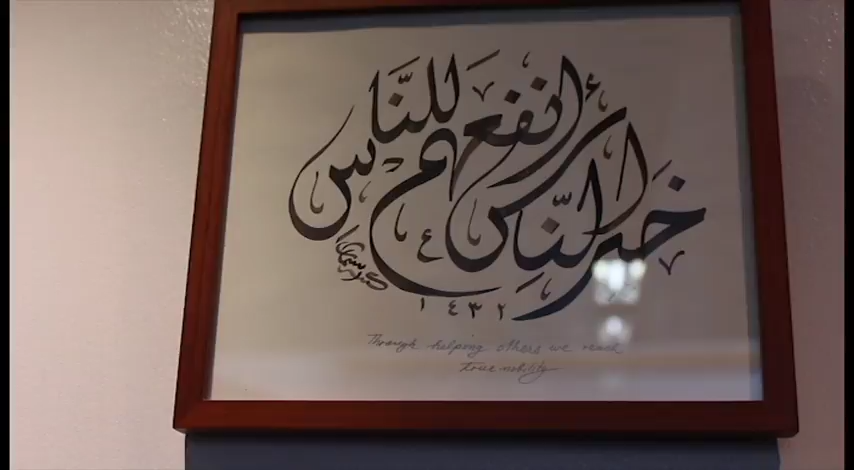 خير الناس أنفعهم للناس
١٤٣٢
Through helping others we reach
true nobility